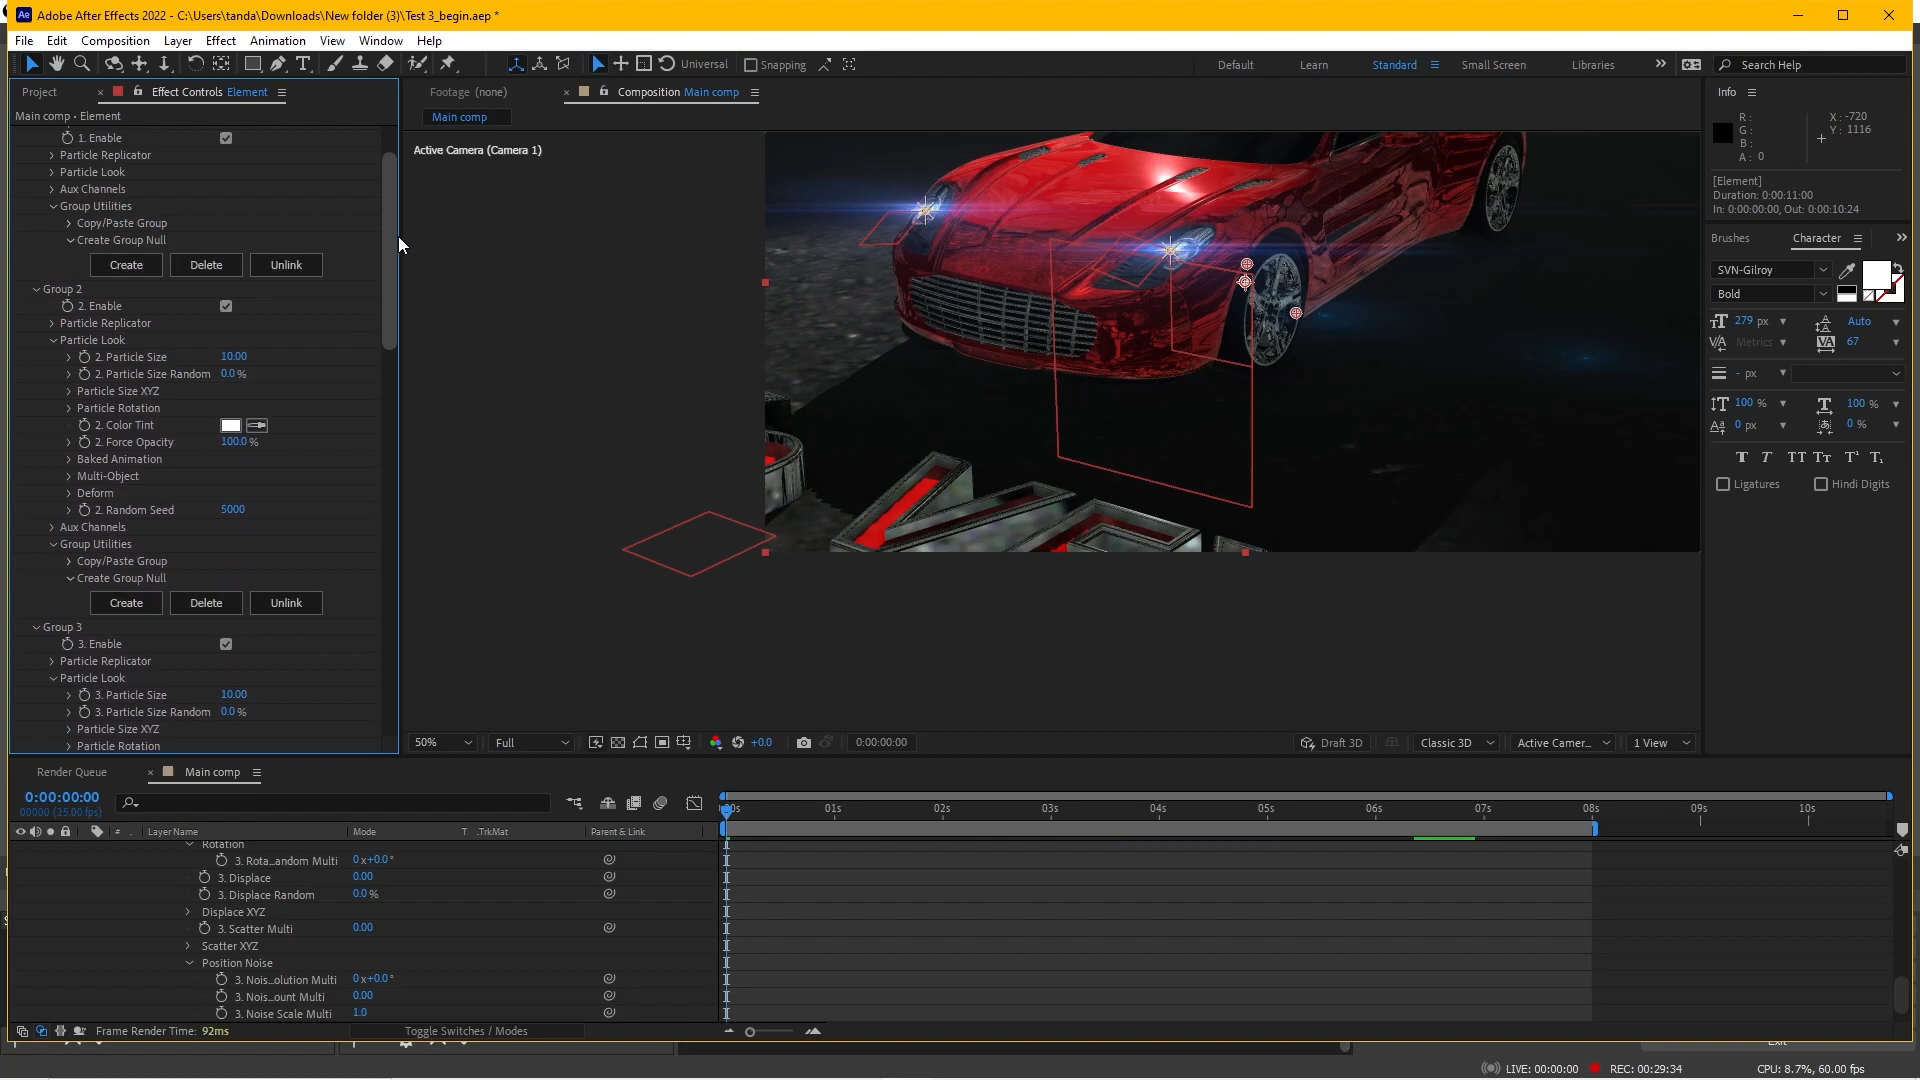 Adobe After Effects 2022 - C:\Users\tanda\Downloads\New folder (3)\Test 3_begin.aep *
File Edit Composition Layer Effect Animation View Window Help
Universal Snapping Default Learn Standard Small Screen Libraries Search Help
Project Effect Controls Element
Main comp • Element
1. Enable
Particle Replicator
Particle Look
Aux Channels
Group Utilities
Copy/Paste Group
Create Group Null
Create Delete Unlink
Group 2
2. Enable
Particle Replicator
Particle Look
2. Particle Size 10.00
2. Particle Size Random 0.0 %
Particle Size XYZ
Particle Rotation
2. Color Tint
2. Force Opacity 100.0 %
Baked Animation
Multi-Object
Deform
2. Random Seed 5000
Aux Channels
Group Utilities
Copy/Paste Group
Create Group Null
Create Delete Unlink
Group 3
3. Enable
Particle Replicator
Particle Look
3. Particle Size 10.00
3. Particle Size Random 0.0 %
Particle Size XYZ
Particle Rotation
Footage (none) Composition Main comp
Main comp
Active Camera (Camera 1)
50% Full +0.0 0:00:00:00 Draft 3D Classic 3D Active Camer... 1 View
Info
R :
G :
B :
A : 0
X : -720
Y : 1116
[Element]
Duration: 0:00:11:00
In: 0:00:00:00, Out: 0:00:10:24
Brushes Character
SVN-Gilroy
Bold
279 px Auto
Metrics 67
- px
100 % 100 %
0 px 0 %
Ligatures Hindi Digits
Render Queue Main comp
0:00:00:00
00000 (25.00 fps)
# Layer Name Mode T .TrkMat Parent & Link
:00s 01s 02s 03s 04s 05s 06s 07s 08s 09s 10s
Rotation
3. Rota...andom Multi 0 x+0.0 °
3. Displace 0.00
3. Displace Random 0.0 %
Displace XYZ
3. Scatter Multi 0.00
Scatter XYZ
Position Noise
3. Nois...olution Multi 0 x+0.0 °
3. Nois...ount Multi 0.00
3. Noise Scale Multi 1.0
Frame Render Time: 92ms Toggle Switches / Modes
Exit
LIVE: 00:00:00 REC: 00:29:34 CPU: 8.7%, 60.00 fps